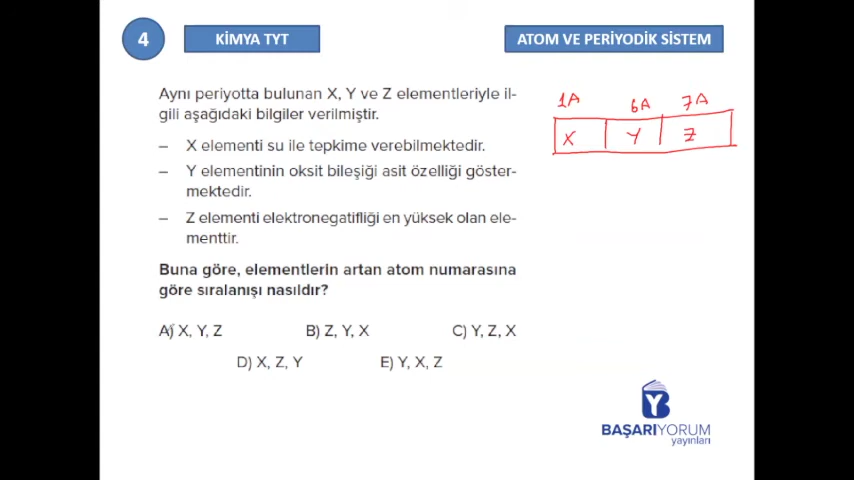 4
KİMYA TYT
ATOM VE PERİYODİK SİSTEM
Aynı periyotta bulunan X, Y ve Z elementleriyle il-
gili aşağıdaki bilgiler verilmiştir.
– X elementi su ile tepkime verebilmektedir.
– Y elementinin oksit bileşiği asit özelliği göster-
mektedir.
– Z elementi elektronegatifliği en yüksek olan ele-
menttir.
Buna göre, elementlerin artan atom numarasına
göre sıralanışı nasıldır?
A) X, Y, Z B) Z, Y, X C) Y, Z, X
D) X, Z, Y E) Y, X, Z
1A 6A 7A
X Y Z
Y
BAŞARIYORUM
yayınları